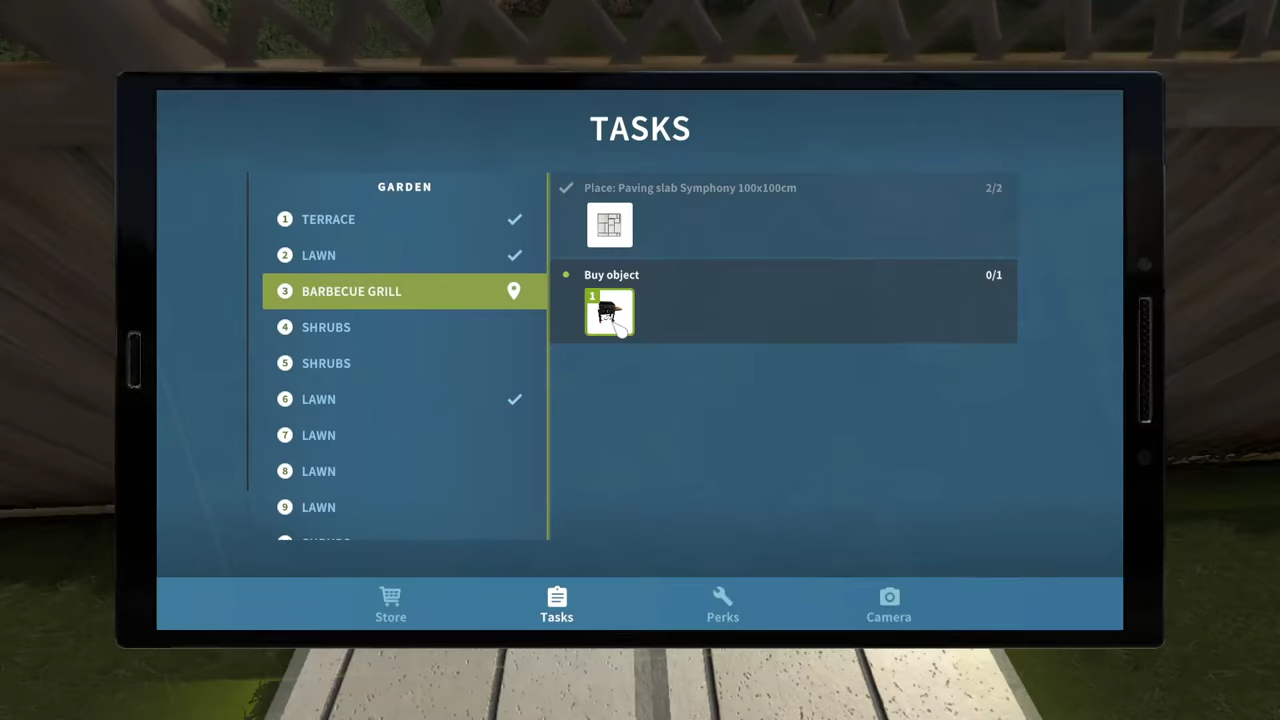 TASKS
GARDEN
1 TERRACE
2 LAWN
3 BARBECUE GRILL
4 SHRUBS
5 SHRUBS
6 LAWN
7 LAWN
8 LAWN
9 LAWN
Place: Paving slab Symphony 100x100cm 2/2
Buy object 0/1
1
Store
Tasks
Perks
Camera